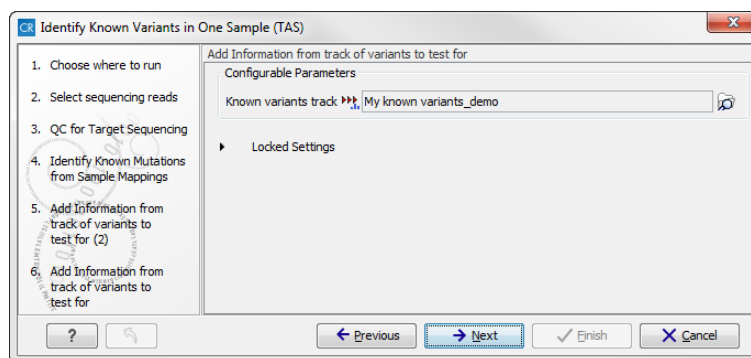 CR Identify Known Variants in One Sample (TAS)
1. Choose where to run
2. Select sequencing reads
3. QC for Target Sequencing
4. Identify Known Mutations
from Sample Mappings
5. Add Information from
track of variants to
test for (2)
6. Add Information from
track of variants to
test for
Add Information from track of variants to test for
Configurable Parameters
Known variants track My known variants_demo
Locked Settings
? Previous Next Finish Cancel